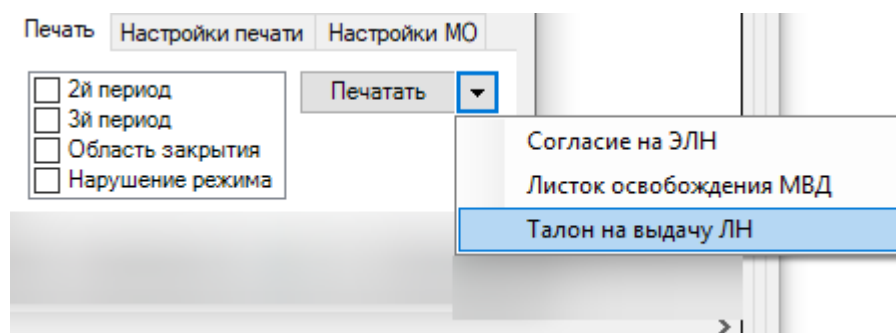 Печать Настройки печати Настройки МО
2й период Печатать
3й период
Область закрытия
Нарушение режима
Согласие на ЭЛН
Листок освобождения МВД
Талон на выдачу ЛН